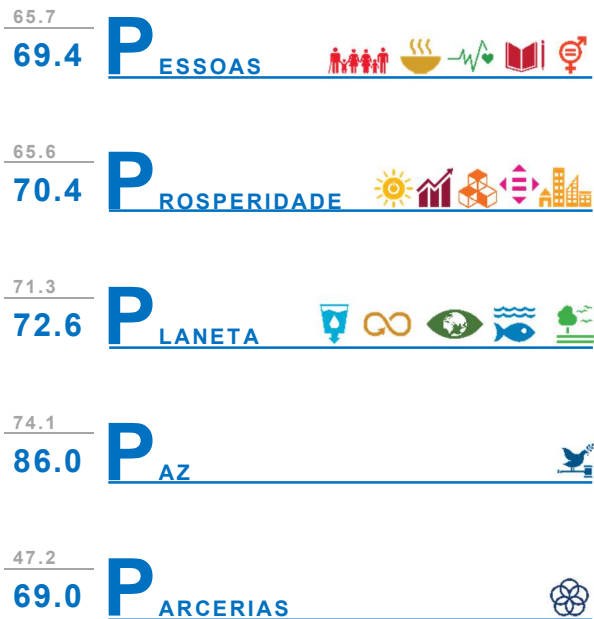 65.7
69.4 PESSOAS
65.6
70.4 PROSPERIDADE
71.3
72.6 PLANETA
74.1
86.0 PAZ
47.2
69.0 PARCERIAS